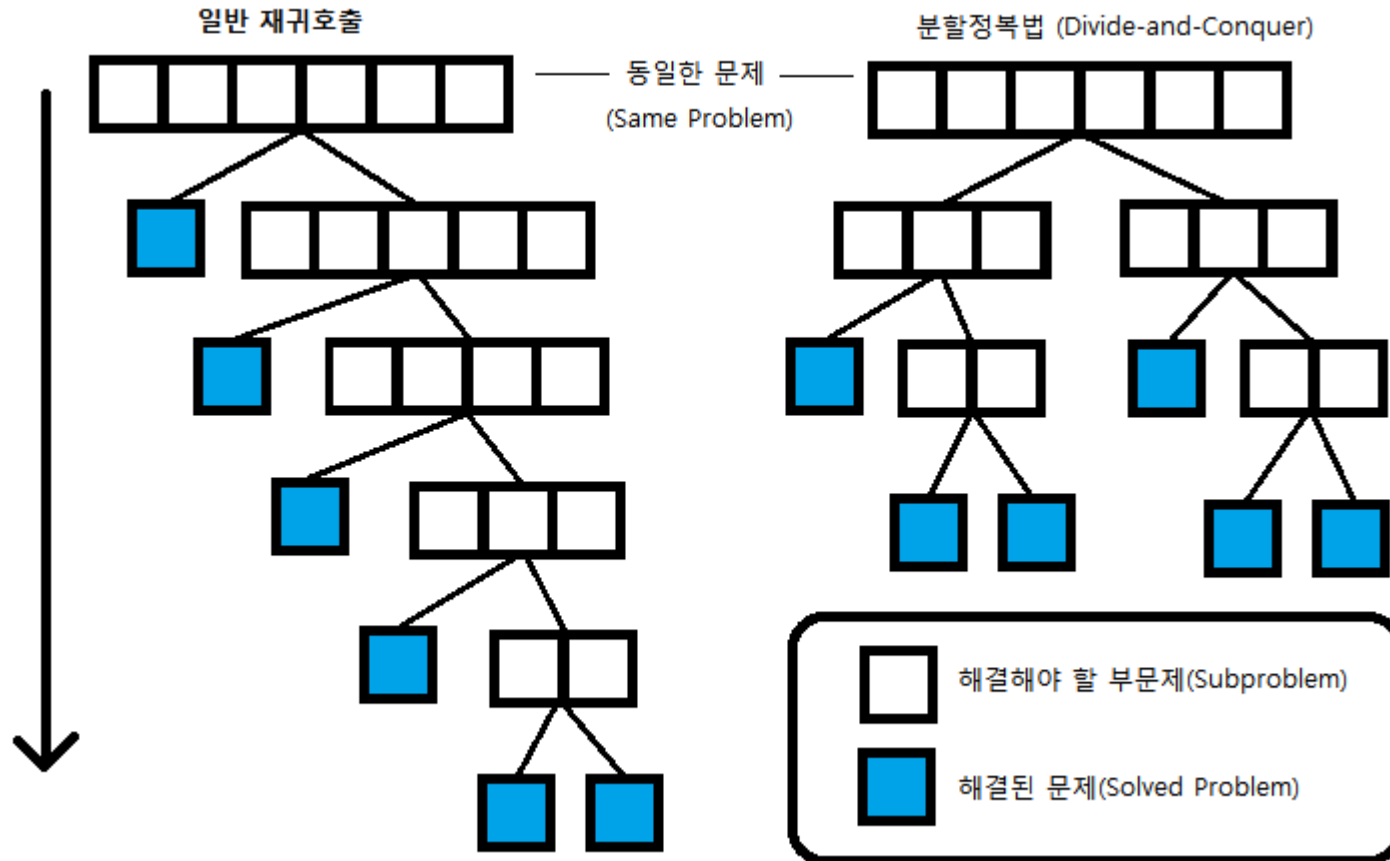 일반 재귀호출
분할정복법 (Divide-and-Conquer)
동일한 문제
(Same Problem)
해결해야 할 부문제(Subproblem)
해결된 문제(Solved Problem)